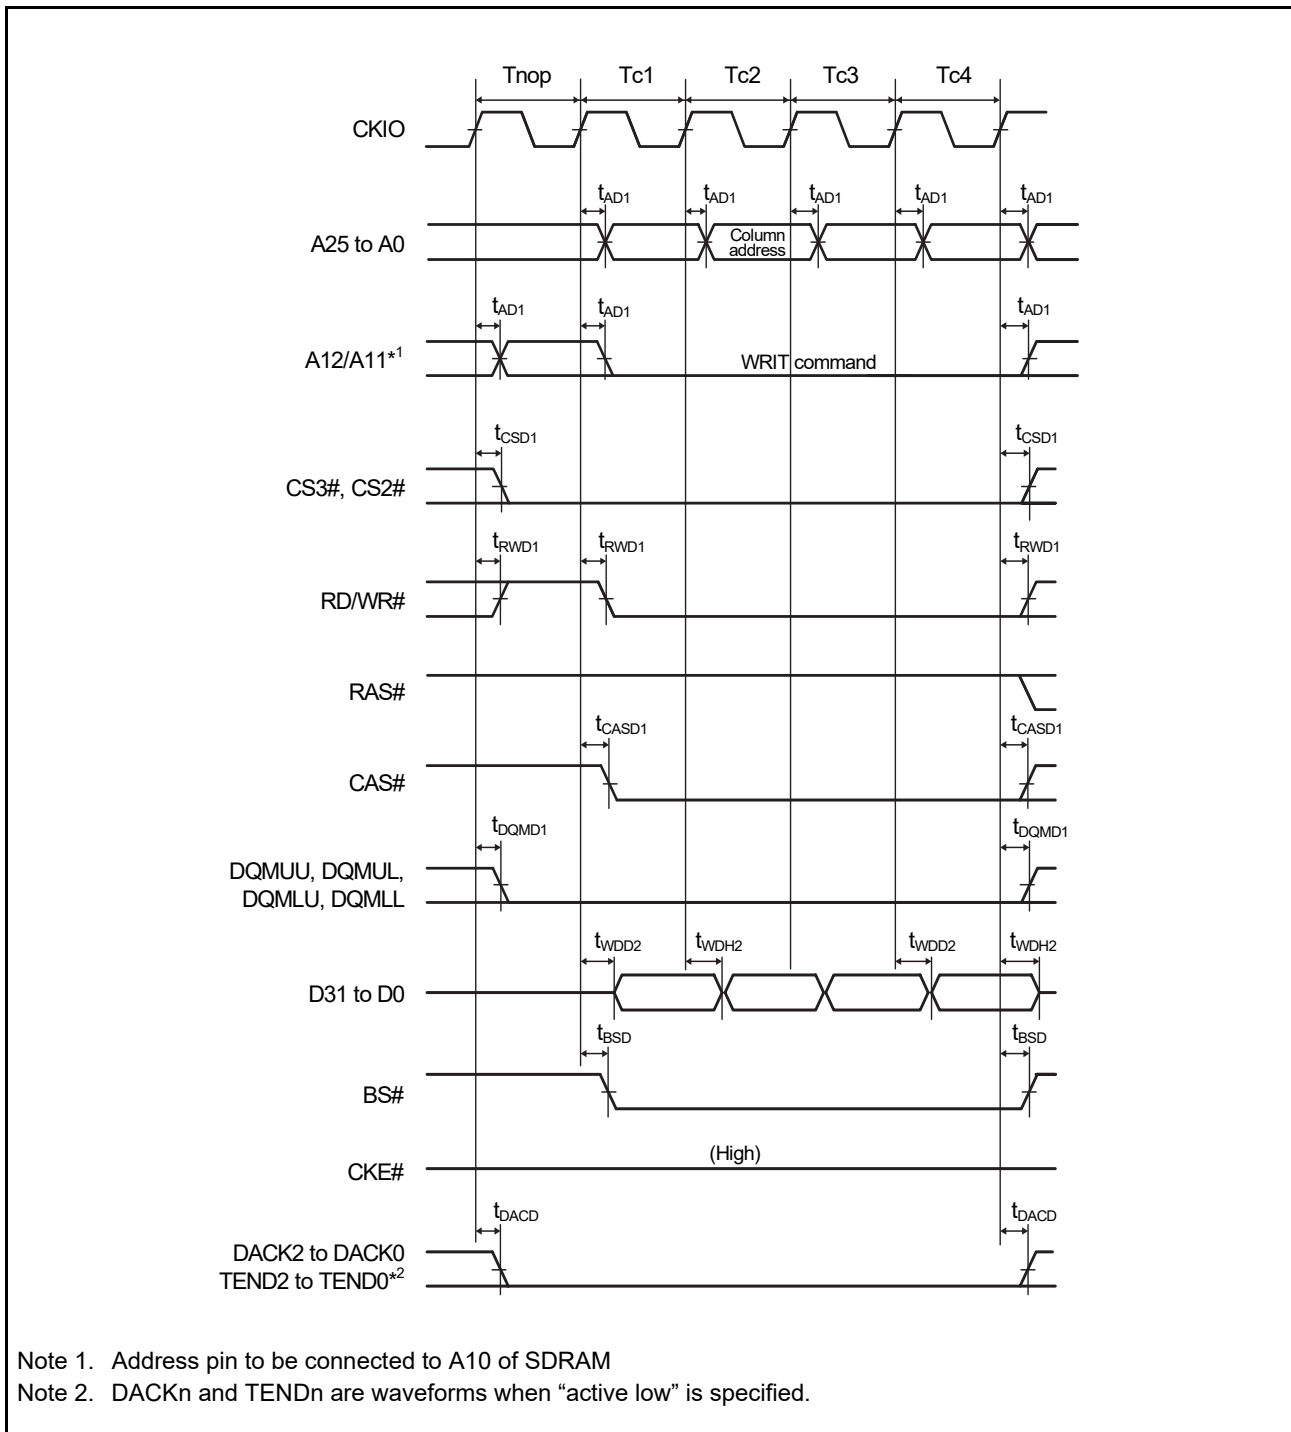 Tnop Tc1 Tc2 Tc3 Tc4
CKIO
tAD1 tAD1 tAD1 tAD1 tAD1
A25 to A0
Column
address
tAD1 tAD1 tAD1
A12/A11*1
WRIT command
tCSD1 tCSD1
CS3#, CS2#
tRWD1 tRWD1 tRWD1
RD/WR#
RAS#
tCASD1 tCASD1
CAS#
tDQMD1 tDQMD1
DQMUU, DQMUL,
DQMLU, DQMLL
tWDD2 tWDH2 tWDD2 tWDH2
D31 to D0
tBSD tBSD
BS#
(High)
CKE#
tDACD tDACD
DACK2 to DACK0
TEND2 to TEND0*2
Note 1. Address pin to be connected to A10 of SDRAM
Note 2. DACKn and TENDn are waveforms when “active low” is specified.